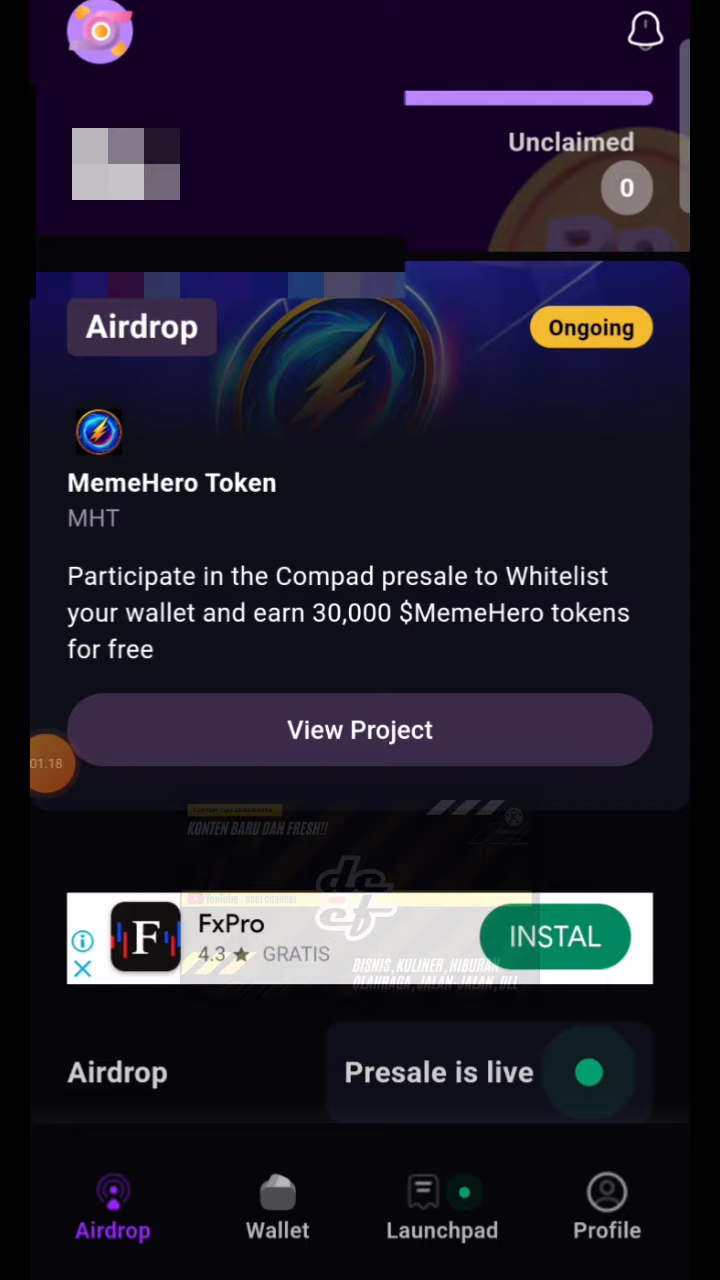 Unclaimed
0
Airdrop
Ongoing
MemeHero Token
MHT
Participate in the Compad presale to Whitelist
your wallet and earn 30,000 $MemeHero tokens
for free
View Project
01.18
KONTEN BARU DAN FRESH!!
FxPro
4.3 ★ GRATIS
INSTAL
BISNIS, KULINER, HIBURAN
OLAHRAGA, JALAN-JALAN, DLL
Airdrop
Presale is live
Airdrop
Wallet
Launchpad
Profile